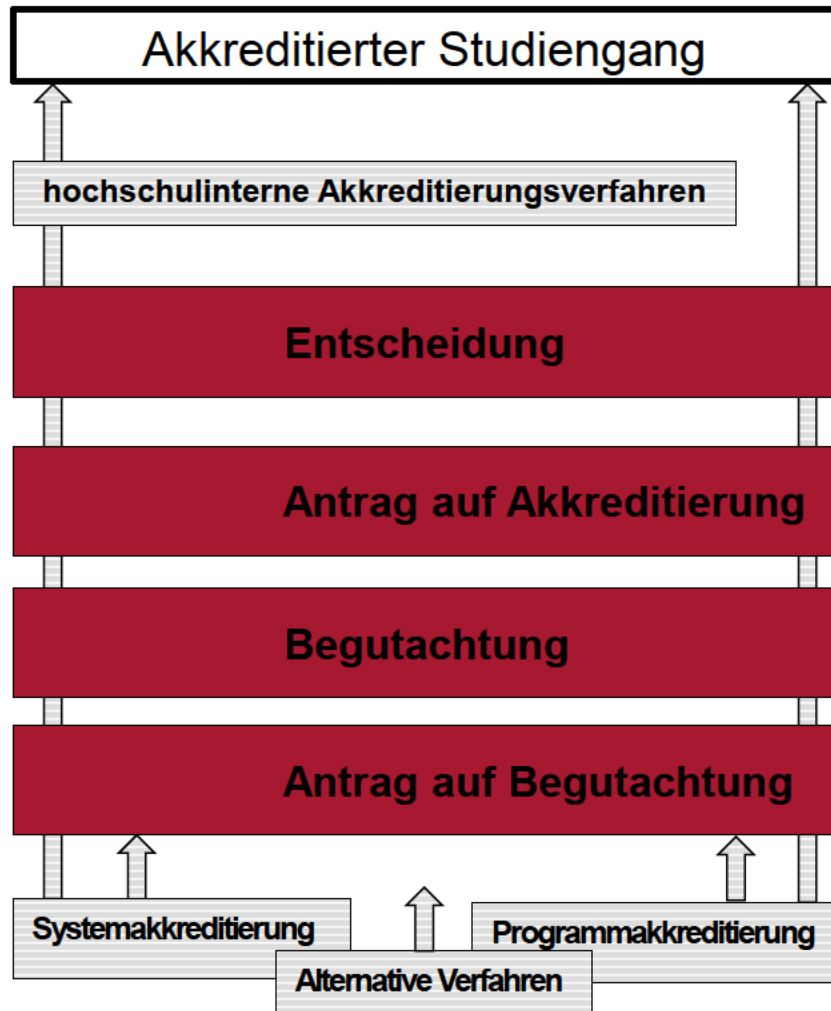 Akkreditierter Studiengang
hochschulinterne Akkreditierungsverfahren
Entscheidung
Antrag auf Akkreditierung
Begutachtung
Antrag auf Begutachtung
Systemakkreditierung
Programmakkreditierung
Alternative Verfahren